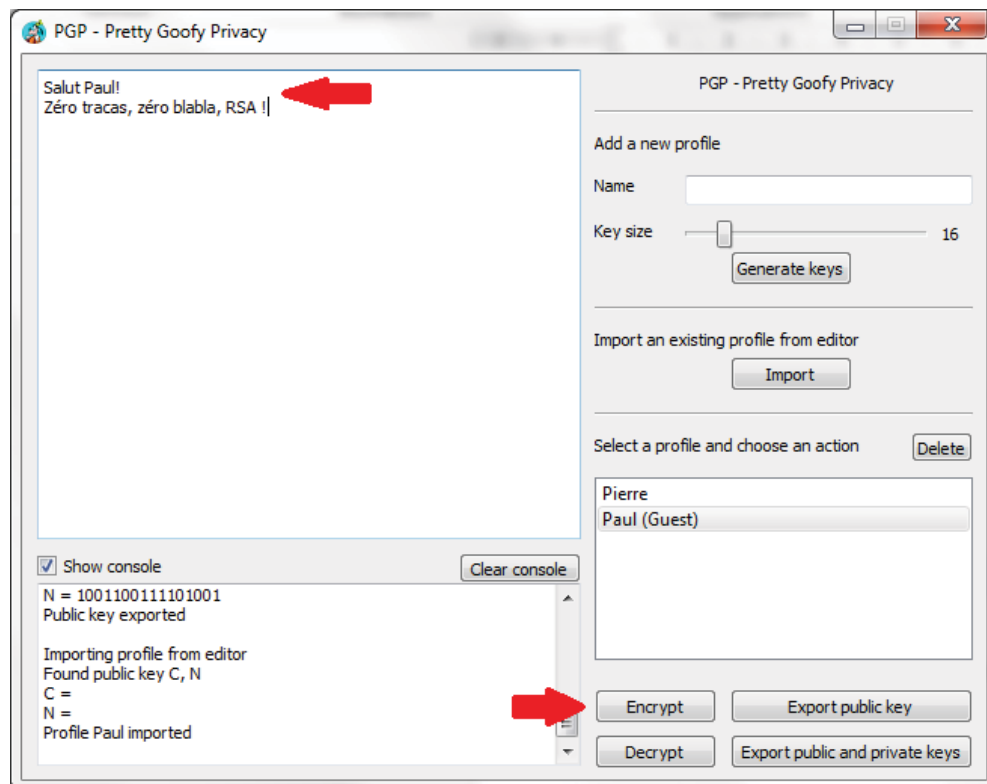 PGP - Pretty Goofy Privacy
Salut Paul!
Zéro tracas, zéro blabla, RSA !
PGP - Pretty Goofy Privacy
Add a new profile
Name
Key size 16
Generate keys
Import an existing profile from editor
Import
Select a profile and choose an action Delete
Pierre
Paul (Guest)
Show console Clear console
N = 1001100111101001
Public key exported
Importing profile from editor
Found public key C, N
C =
N =
Profile Paul imported
Encrypt Export public key
Decrypt Export public and private keys